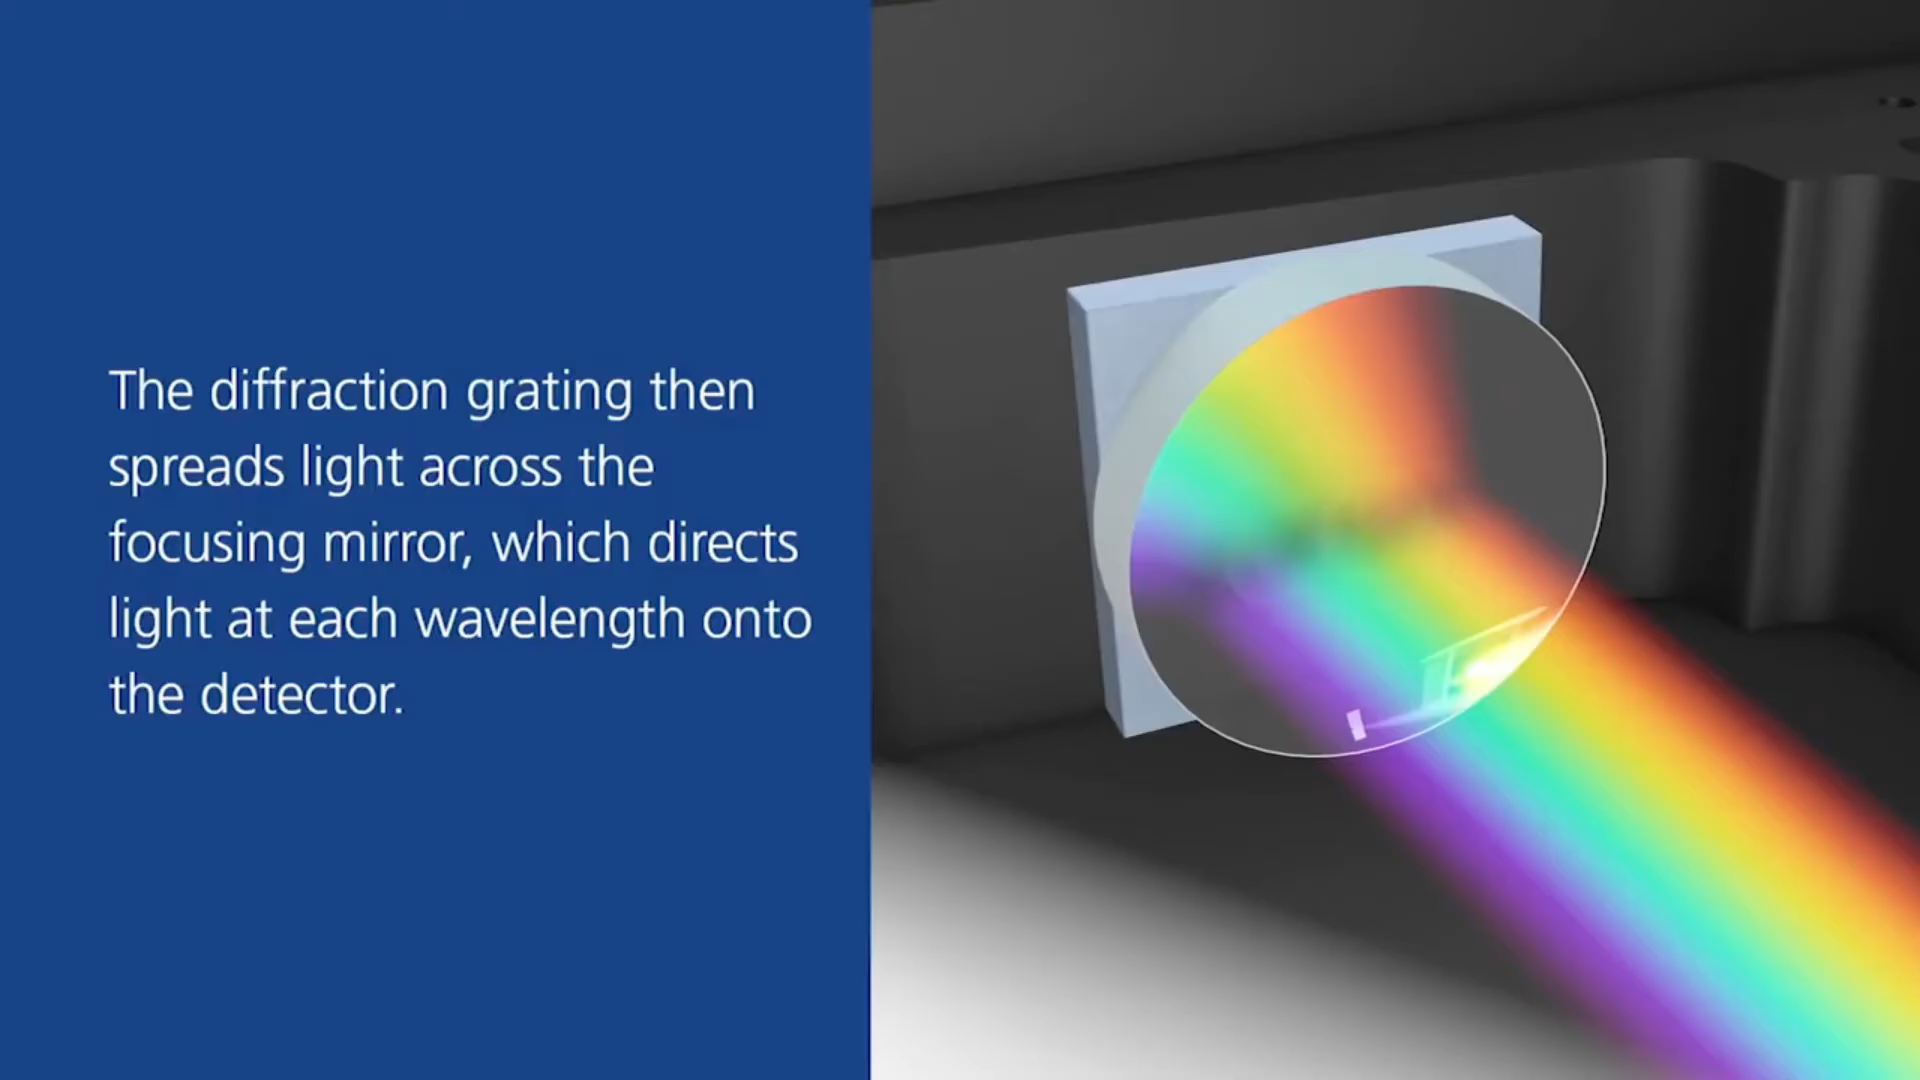 The diffraction grating then
spreads light across the
focusing mirror, which directs
light at each wavelength onto
the detector.